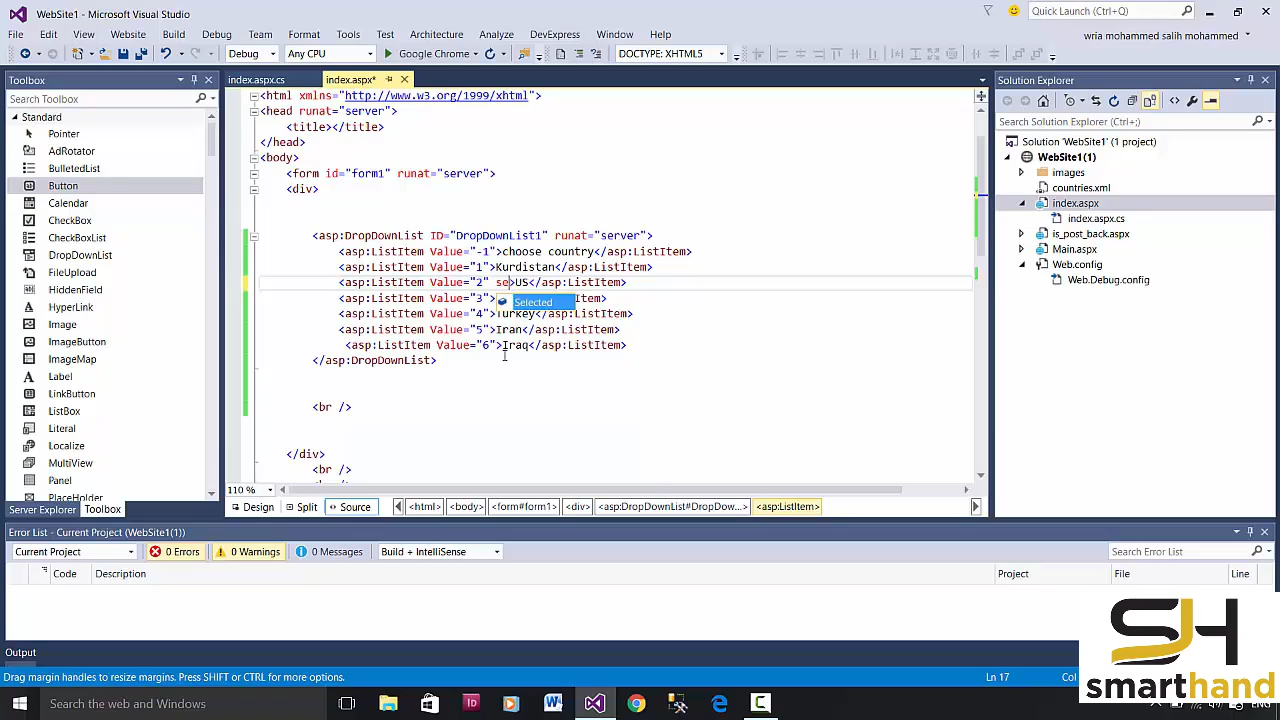 WebSite1 - Microsoft Visual Studio
Quick Launch (Ctrl+Q)
File Edit View Website Build Debug Team Format Tools Test Architecture Analyze DevExpress Window Help
wria mohammed salih mohammed
Debug Any CPU Google Chrome DOCTYPE: XHTML5
Toolbox
Search Toolbox
Standard
Pointer
AdRotator
BulletedList
Button
Calendar
CheckBox
CheckBoxList
DropDownList
FileUpload
HiddenField
HyperLink
Image
ImageMap
Label
LinkButton
ListBox
Literal
Localize
MultiView
Panel
PlaceHolder
Server Explorer Toolbox
index.aspx.cs index.aspx*
<html xmlns="http://www.w3.org/1999/xhtml">
<head runat="server">
<title></title>
</head>
<body>
<form id="form1" runat="server">
<div>
<asp:DropDownList ID="DropDownList1" runat="server">
<asp:ListItem Value="-1">choose country</asp:ListItem>
<asp:ListItem Value="1">Kurdistan</asp:ListItem>
<asp:ListItem Value="2" se>US</asp:ListItem>
<asp:ListItem Value="3"> tItem>
Selected
<asp:ListItem Value="4">Turkey</asp:ListItem>
<asp:ListItem Value="5">Iran</asp:ListItem>
<asp:ListItem Value="6">Iraq</asp:ListItem>
</asp:DropDownList>
<br />
</div>
<br />
110 %
Design Split Source <html> <body> <form#form1> <div> <asp:DropDownList#DropDow...> <asp:ListItem>
Solution Explorer
Search Solution Explorer (Ctrl+;)
Solution 'WebSite1' (1 project)
WebSite1(1)
images
countries.xml
index.aspx
index.aspx.cs
is_post_back.aspx
Main.aspx
Web.config
Web.Debug.config
Error List - Current Project (WebSite1(1))
Current Project 0 Errors 0 Warnings 0 Messages Build + IntelliSense
Search Error List
Code Description Project File Line
Output
Drag margin handles to resize margins. Press SHIFT or CTRL for more options.
Ln 17 Col
SH
smarthand
Search the web and Windows
ENG